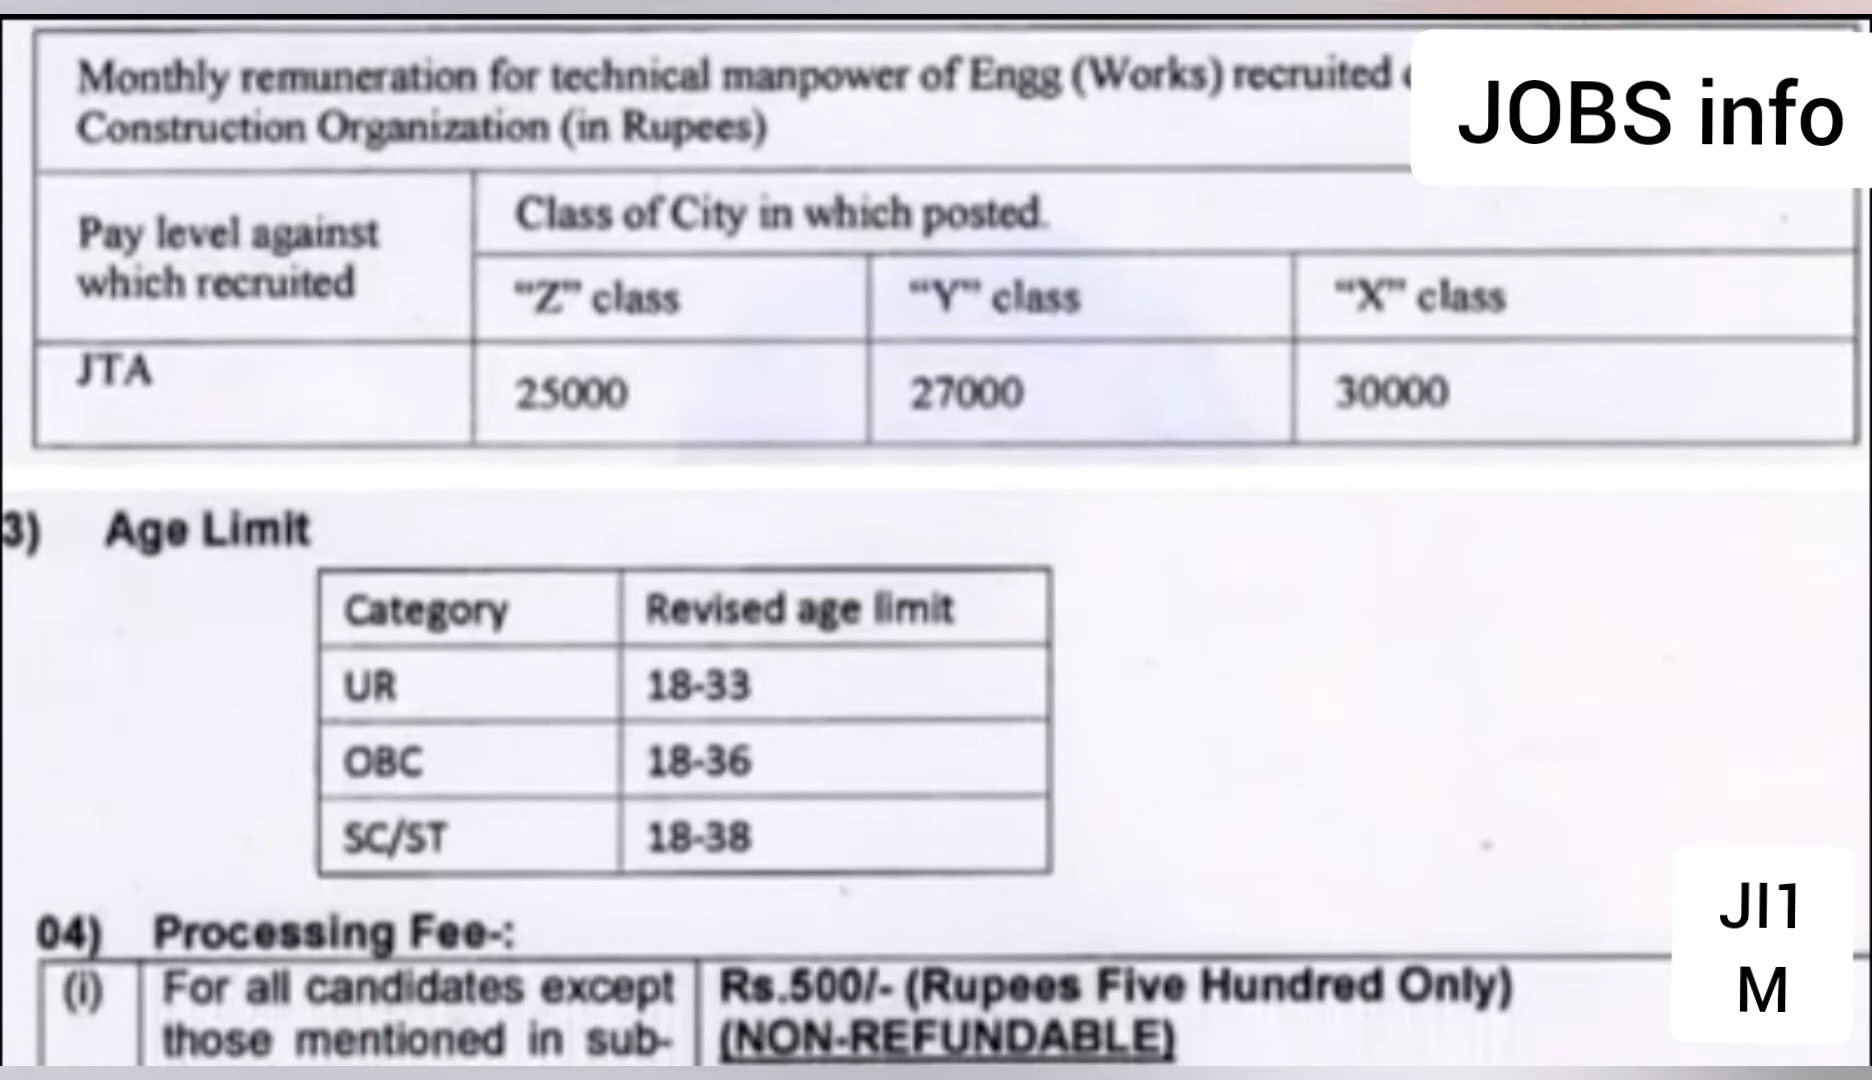 Monthly remuneration for technical manpower of Engg (Works) recruited
JOBS info
Construction Organization (in Rupees)
Pay level against
which recruited
Class of City in which posted.
"Z" class
"Y" class
"X" class
JTA
25000
27000
30000
3) Age Limit
Category
Revised age limit
UR
18-33
OBC
18-36
SC/ST
18-38
04) Processing Fee-:
(i)
For all candidates except
those mentioned in sub-
Rs.500/- (Rupees Five Hundred Only)
(NON-REFUNDABLE)
JI1
M